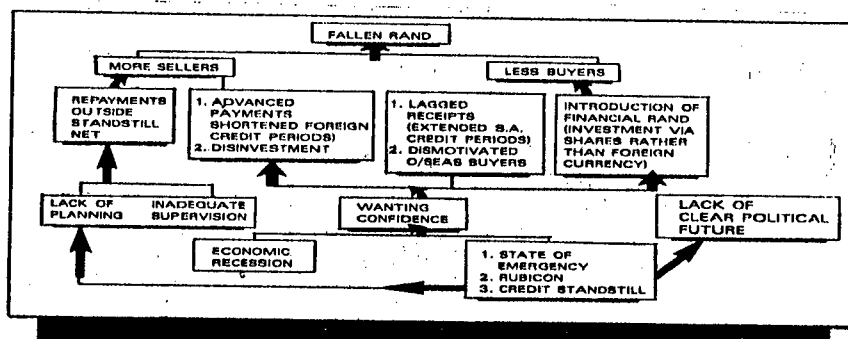 FALLEN RAND
MORE SELLERS
LESS BUYERS
REPAYMENTS
OUTSIDE
STANDSTILL
NET
1. ADVANCED
PAYMENTS
SHORTENED FOREIGN
CREDIT PERIODS)
2. DISINVESTMENT
1. LAGGED
RECEIPTS
(EXTENDED S.A.
CREDIT PERIODS)
2. DISMOTIVATED
O/SEAS BUYERS
INTRODUCTION OF
FINANCIAL RAND
(INVESTMENT VIA
SHARES RATHER
THAN FOREIGN
CURRENCY)
LACK OF
PLANNING
INADEQUATE
SUPERVISION
WANTING
CONFIDENCE
LACK OF
CLEAR POLITICAL
FUTURE
ECONOMIC
RECESSION
1. STATE OF
EMERGENCY
2. RUBICON
3. CREDIT STANDSTILL